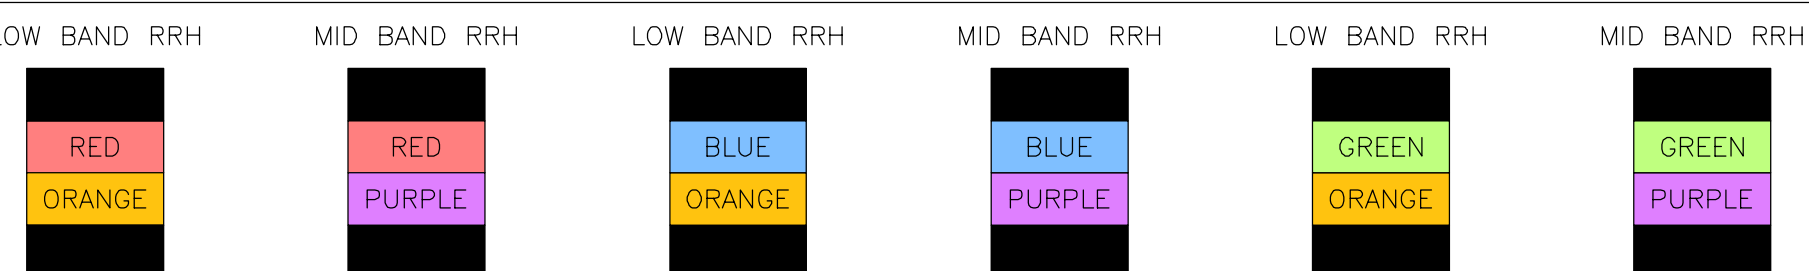 LOW BAND RRH MID BAND RRH LOW BAND RRH MID BAND RRH LOW BAND RRH MID BAND RRH
RED RED BLUE BLUE GREEN GREEN
ORANGE PURPLE ORANGE PURPLE ORANGE PURPLE